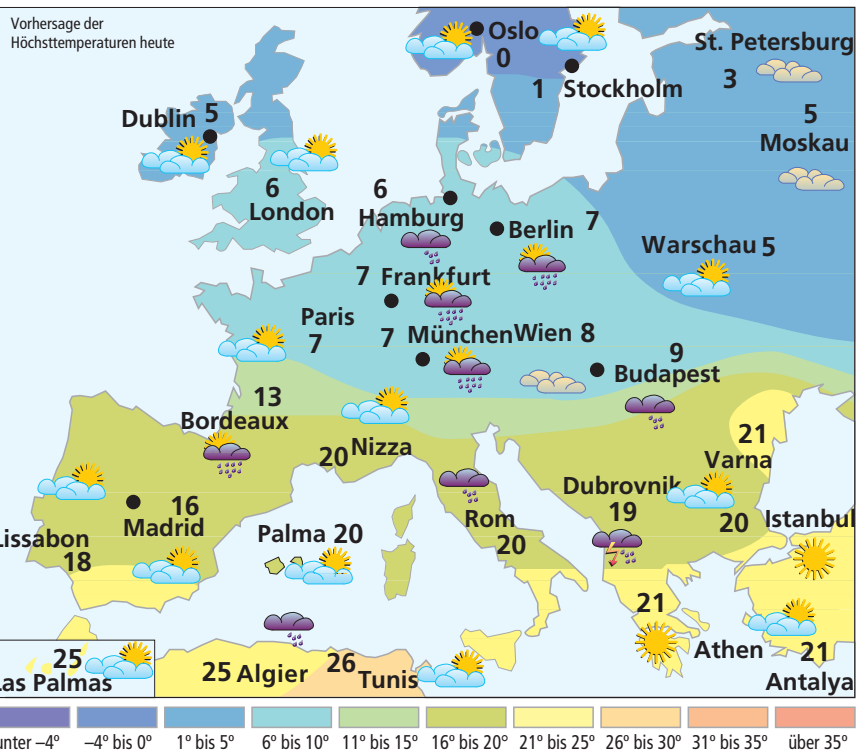 Vorhersage der
Höchsttemperaturen heute
Oslo
0
St. Petersburg
3
1 Stockholm
Dublin 5
5
Moskau
6
London
6
Hamburg
Berlin 7
Warschau 5
7 Frankfurt
Paris
7
7 München
Wien 8
9
Budapest
13
Bordeaux
20 Nizza
21
Varna
16
Madrid
Lissabon
18
Palma 20
Rom
20
Dubrovnik
19
20 Istanbul
21
Athen
21
Antalya
25
Las Palmas
25 Algier
26 Tunis
unter –4° –4° bis 0° 1° bis 5° 6° bis 10° 11° bis 15° 16° bis 20° 21° bis 25° 26° bis 30° 31° bis 35° über 35°